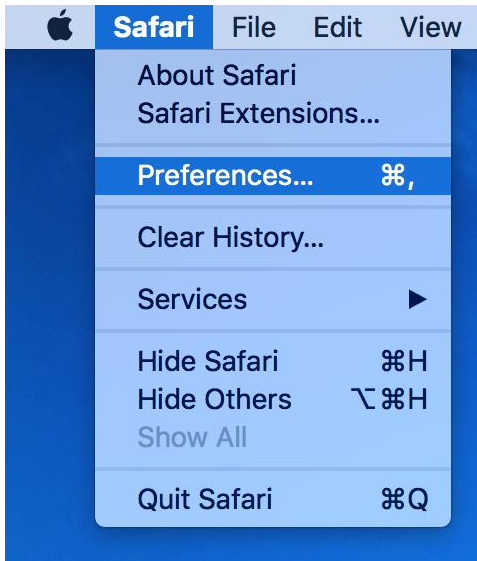 Safari File Edit View
About Safari
Safari Extensions...
Preferences... ⌘,
Clear History...
Services ▶
Hide Safari ⌘H
Hide Others ⌥⌘H
Show All
Quit Safari ⌘Q